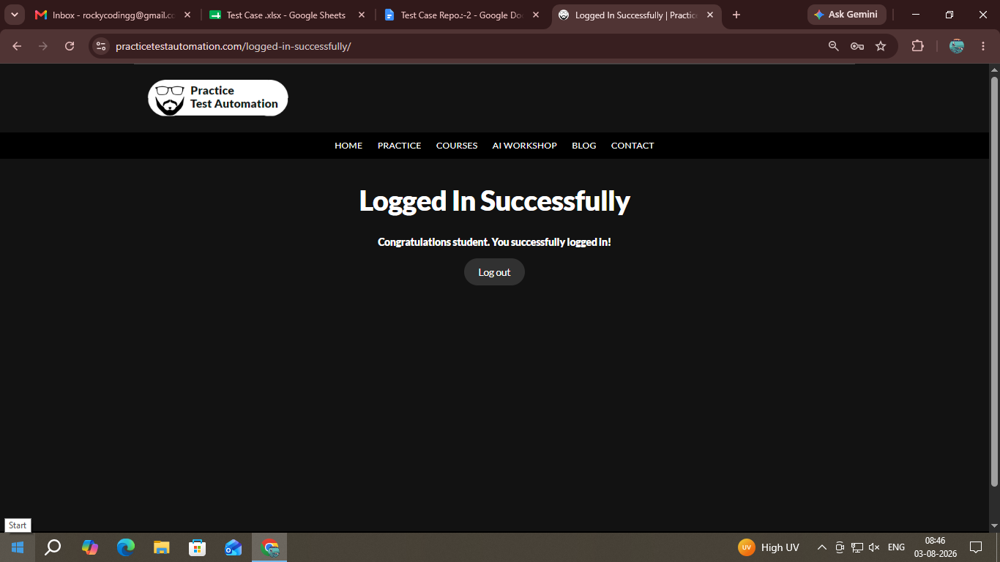 Inbox - rockycodingg@gmail.co
Test Case .xlsx - Google Sheets
Test Case Repo.:-2 - Google Do
Logged In Successfully | Practice
Ask Gemini
practicetestautomation.com/logged-in-successfully/
Practice
Test Automation
HOME PRACTICE COURSES AI WORKSHOP BLOG CONTACT
Logged In Successfully
Congratulations student. You successfully logged in!
Log out
Start
UV High UV
ENG
08:46
03-08-2026